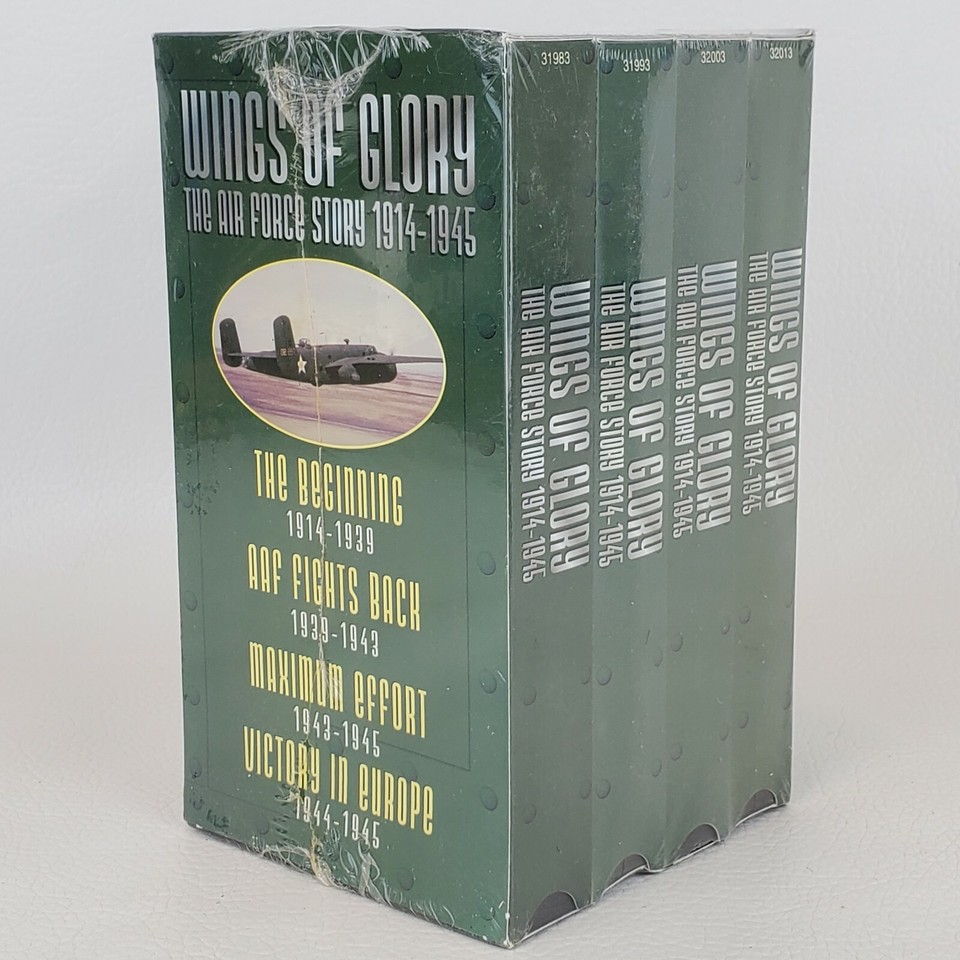 WINGS OF GLORY
THE AIR FORCE STORY 1914-1945
THE BEGINNING
1914-1939
AAF FIGHTS BACK
1939-1943
MAXIMUM EFFORT
1943-1945
VICTORY IN EUROPE
1944-1945
31983
WINGS OF GLORY
THE AIR FORCE STORY 1914-1945
31993
WINGS OF GLORY
THE AIR FORCE STORY 1914-1945
32003
WINGS OF GLORY
THE AIR FORCE STORY 1914-1945
32013
WINGS OF GLORY
THE AIR FORCE STORY 1914-1945